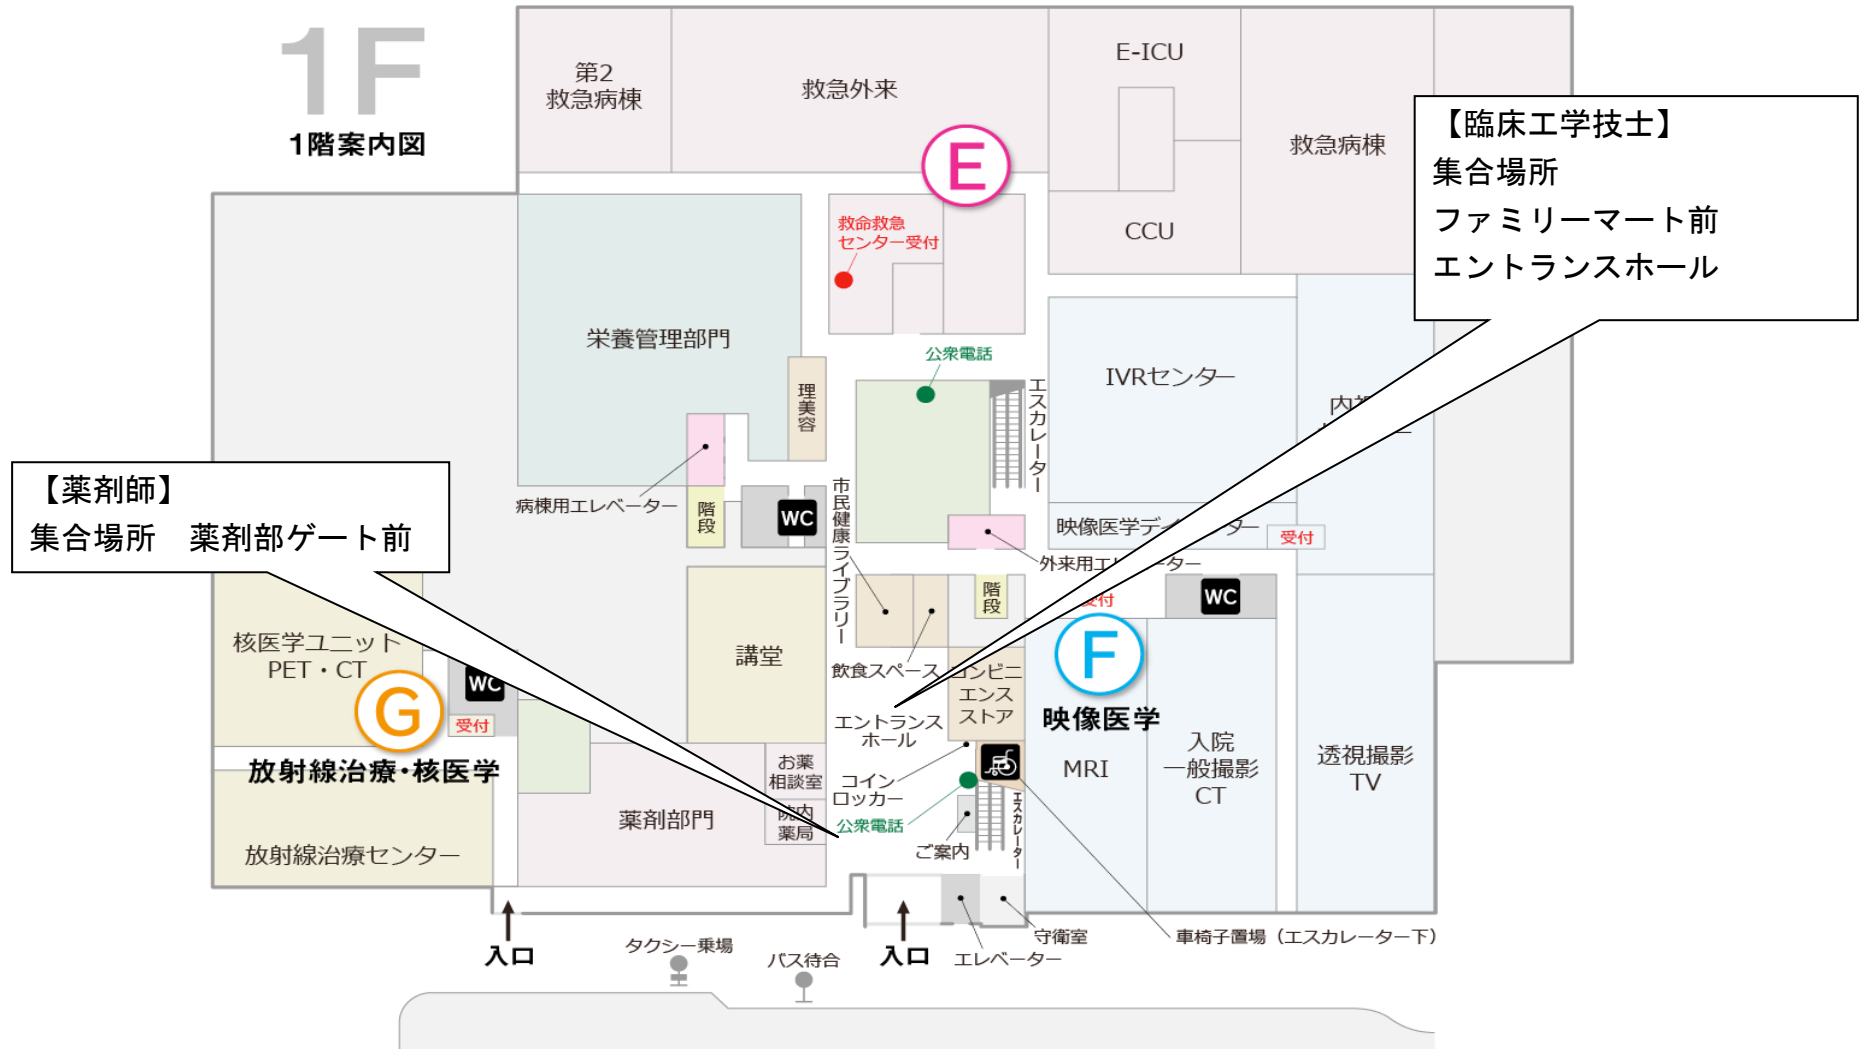 1F
1階案内図
第2
救急病棟
救急外来
E-ICU
救急病棟
CCU
E
救命救急
センター受付
【臨床工学技士】
集合場所
ファミリーマート前
エントランスホール
栄養管理部門
理美容
公衆電話
エスカレーター
IVRセンター
【薬剤師】
集合場所　薬剤部ゲート前
病棟用エレベーター
階段
WC
市民健康ライブラリー
映像医学デ
ター
受付
外来用エレベーター
階段
受付
WC
F
映像医学
核医学ユニット
PET・CT
WC
G
受付
放射線治療・核医学
講堂
飲食スペース
コンビニ
エンス
ストア
エントランス
ホール
お薬
相談室
院内
薬局
コイン
ロッカー
公衆電話
ご案内
エスカレーター
MRI
入院
一般撮影
CT
透視撮影
TV
薬剤部門
放射線治療センター
入口
タクシー乗場
バス待合
入口
エレベーター
守衛室
車椅子置場（エスカレーター下）